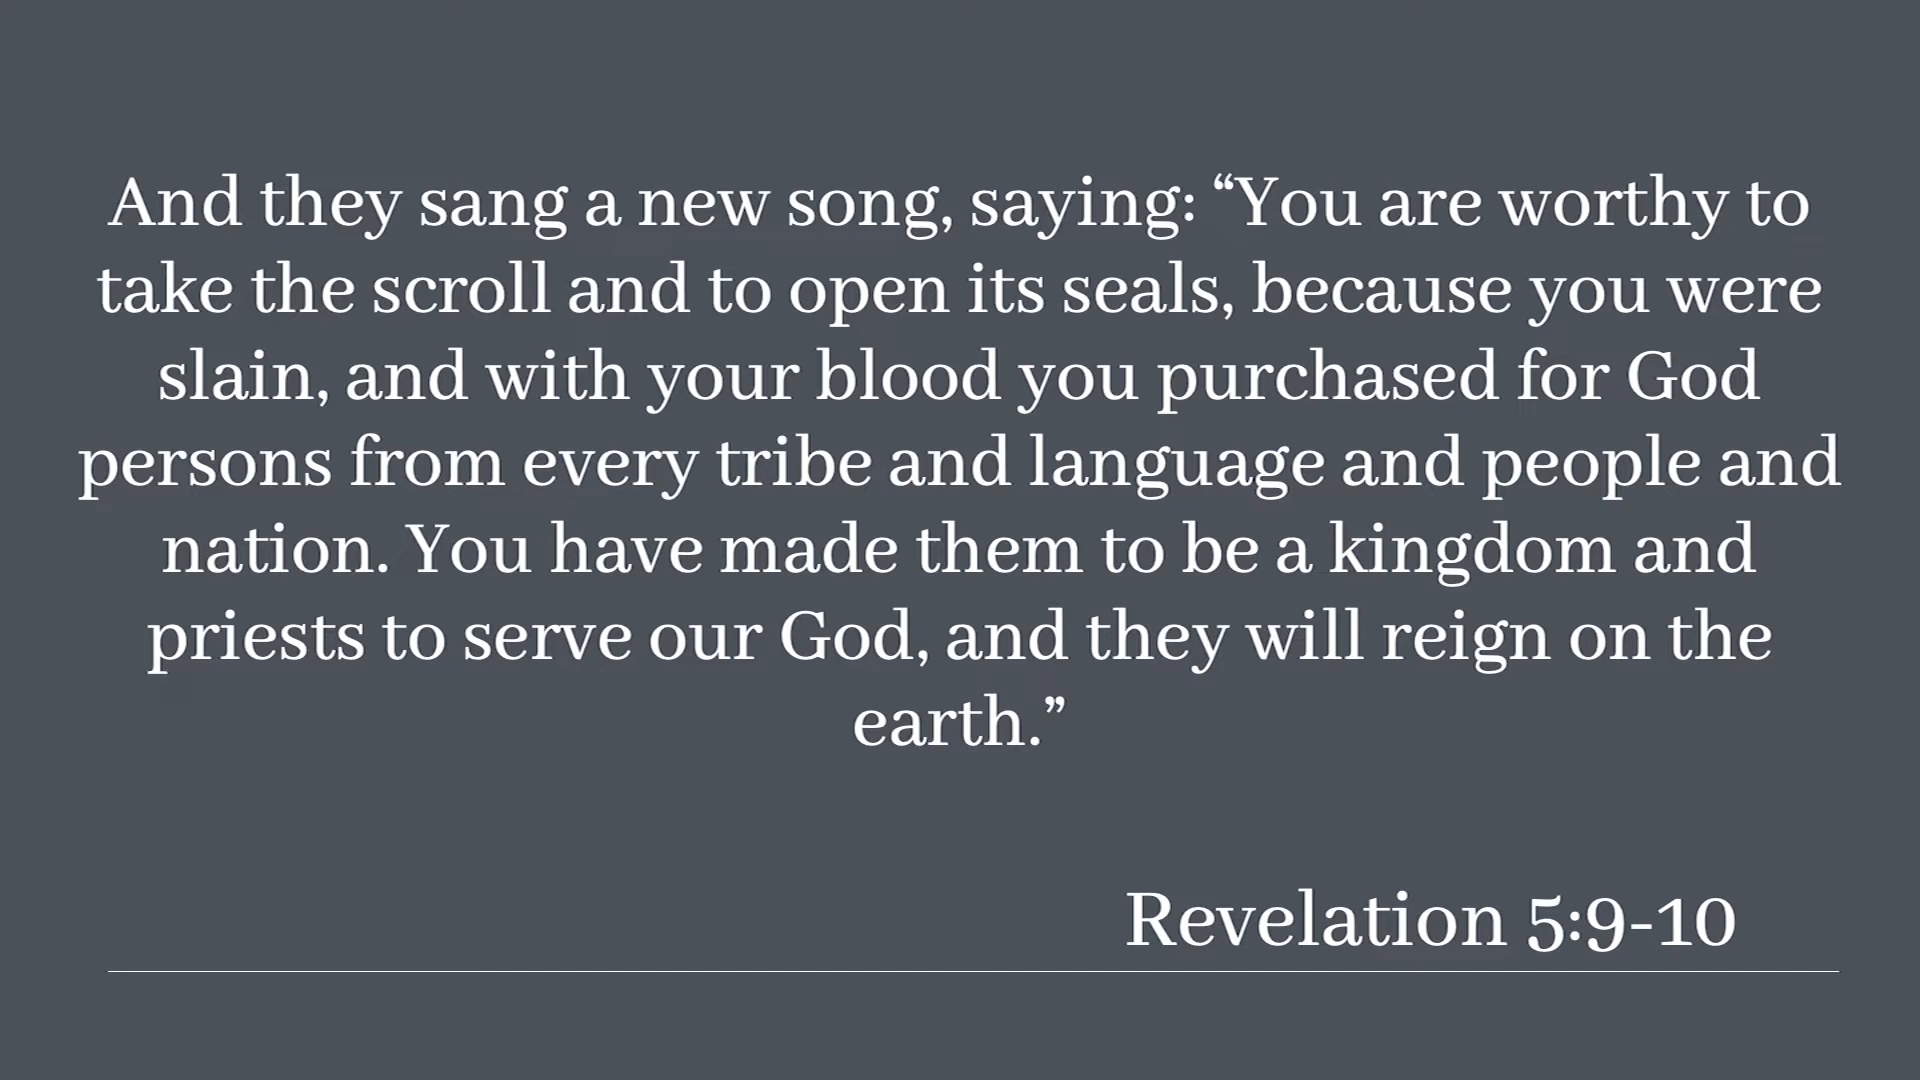 And they sang a new song, saying: “You are worthy to
take the scroll and to open its seals, because you were
slain, and with your blood you purchased for God
persons from every tribe and language and people and
nation. You have made them to be a kingdom and
priests to serve our God, and they will reign on the
earth.”
Revelation 5:9-10